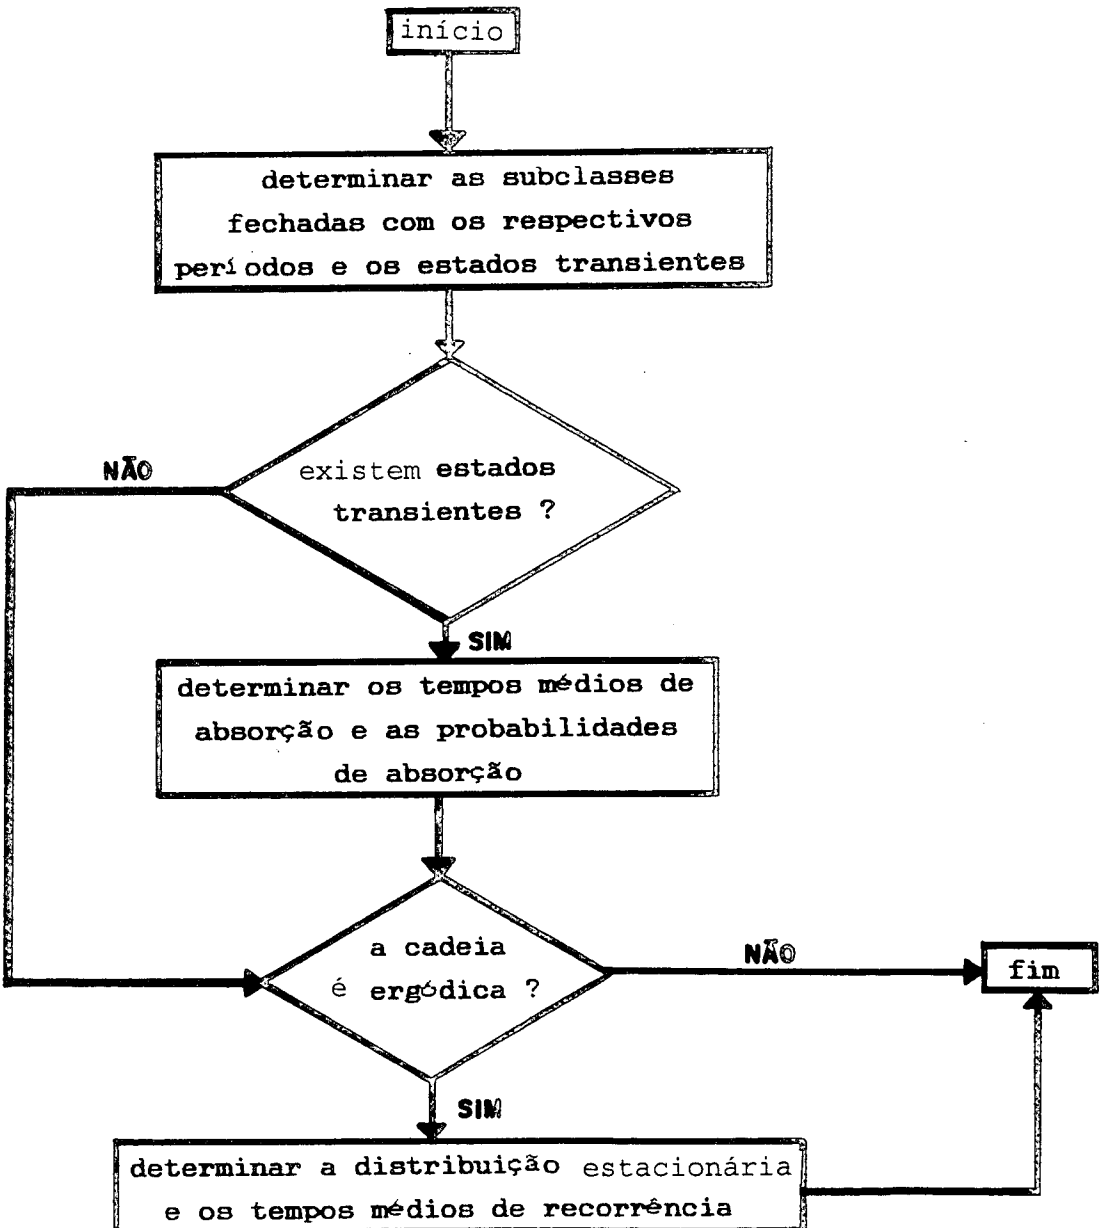 início
determinar as subclasses
fechadas com os respectivos
períodos e os estados transientes
NÃO
existem estados
transientes ?
SIM
determinar os tempos médios de
absorção e as probabilidades
de absorção
a cadeia
é ergódica ?
NÃO
fim
SIM
determinar a distribuição estacionária
e os tempos médios de recorrência